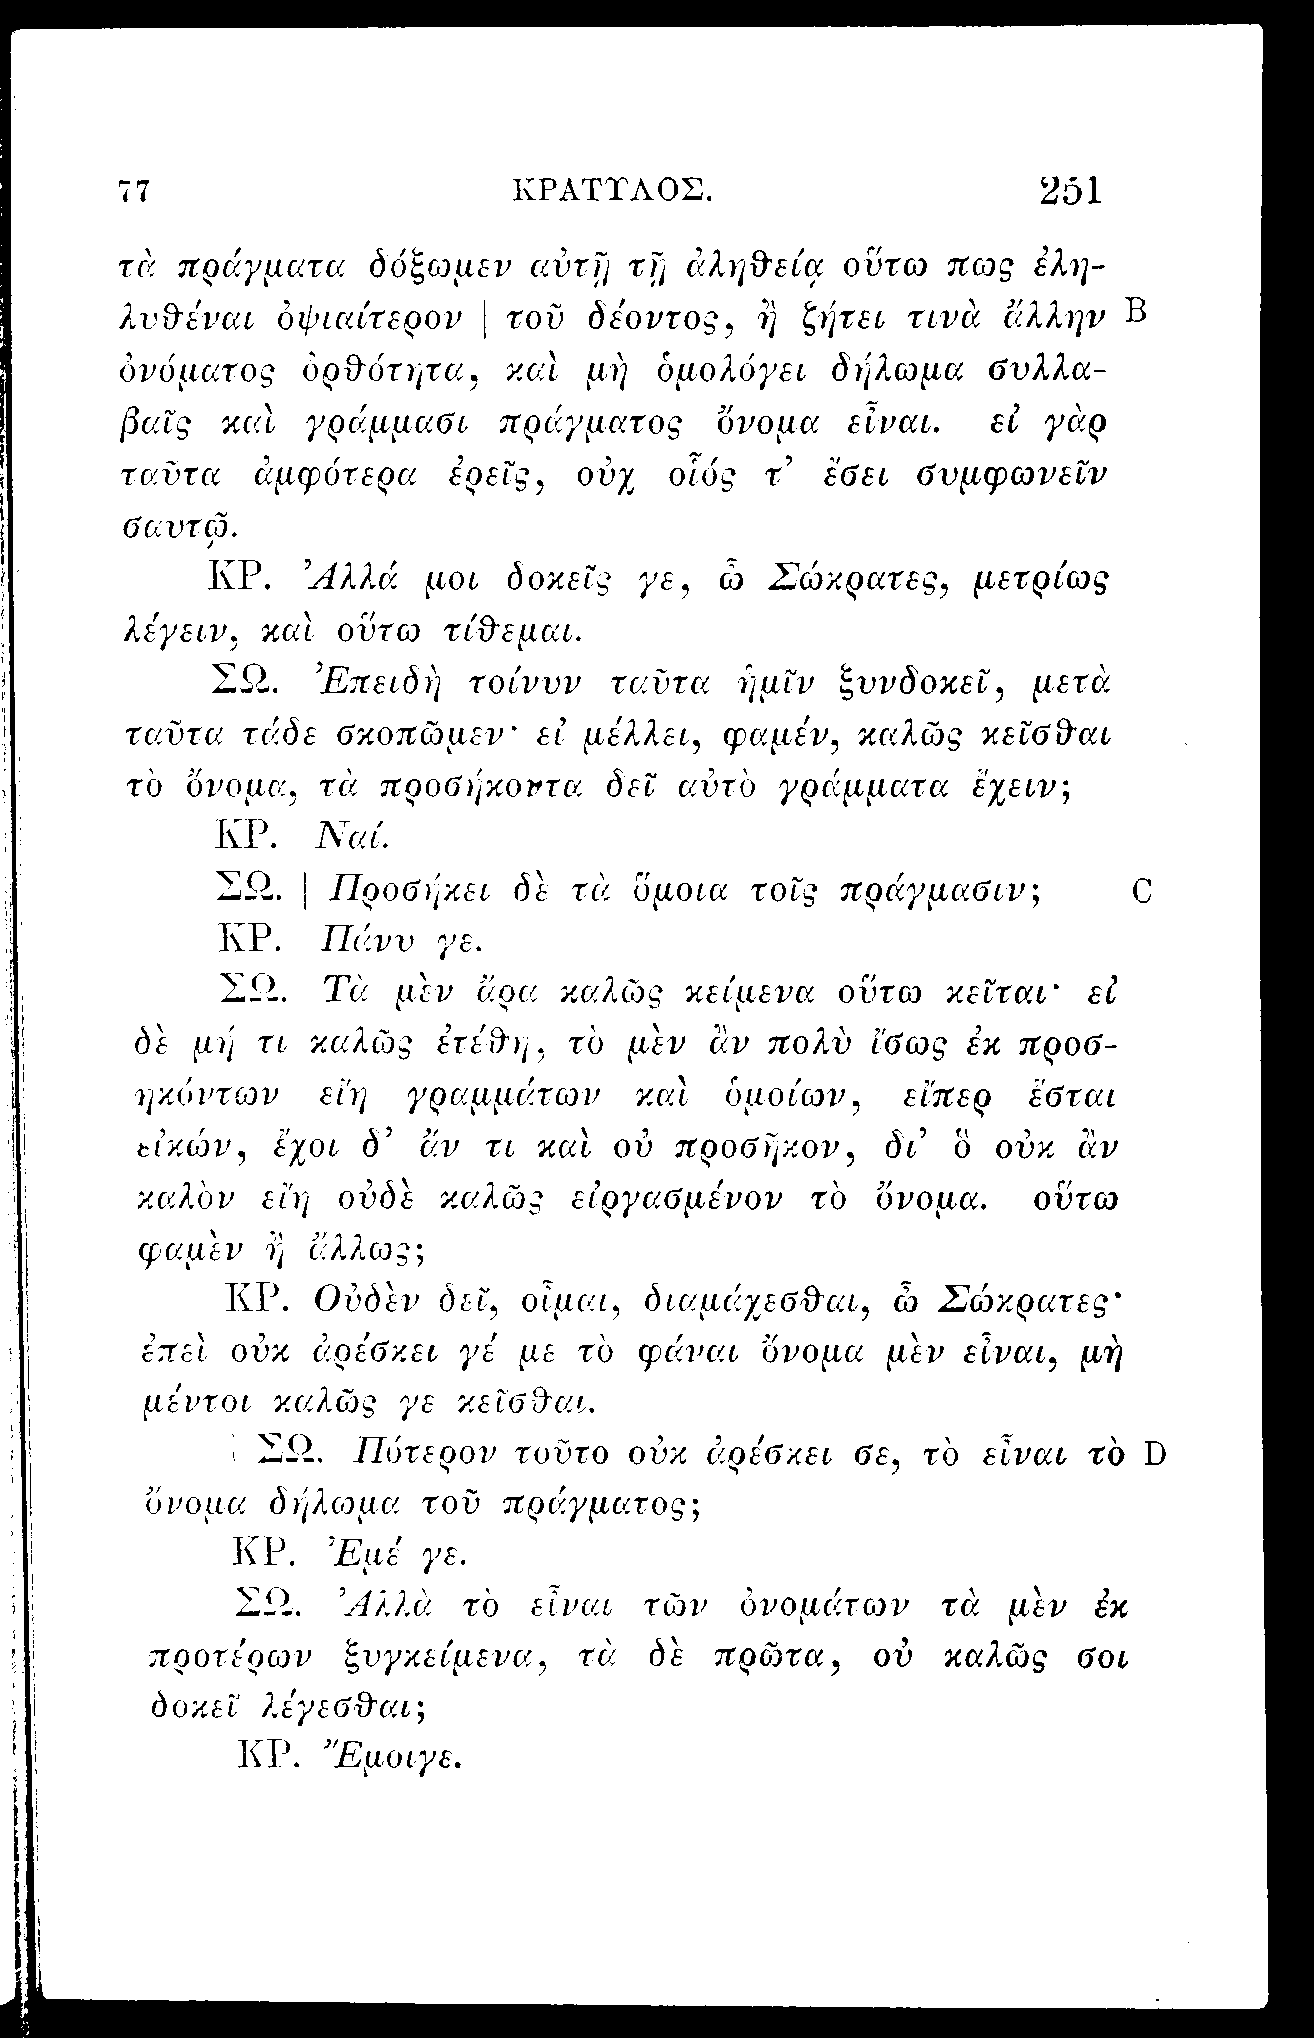 77 ΚΡΑΤΥΛΟΣ. 251
τὰ πράγματα δόξωμεν αὐτῇ τῇ ἀληθείᾳ οὕτω πως ἐλη-
λυθέναι ὀψιαίτερον | τοῦ δέοντος, ἢ ζήτει τινὰ ἄλλην B
ὀνόματος ὀρθότητα, καὶ μὴ ὁμολόγει δήλωμα συλλα-
βαῖς καὶ γράμμασι πράγματος ὄνομα εἶναι. εἰ γὰρ
ταῦτα ἀμφότερα ἐρεῖς, οὐχ οἷός τ’ ἔσει συμφωνεῖν
σαυτῷ.
ΚΡ. Ἀλλά μοι δοκεῖς γε, ὦ Σώκρατες, μετρίως
λέγειν, καὶ οὕτω τίθεμαι.
ΣΩ. Ἐπειδὴ τοίνυν ταῦτα ἡμῖν ξυνδοκεῖ, μετὰ
ταῦτα τάδε σκοπῶμεν· εἰ μέλλει, φαμέν, καλῶς κεῖσθαι
τὸ ὄνομα, τὰ προσήκοντα δεῖ αὐτὸ γράμματα ἔχειν;
ΚΡ. Ναί.
ΣΩ. | Προσήκει δὲ τὰ ὅμοια τοῖς πράγμασιν; C
ΚΡ. Πάνυ γε.
ΣΩ. Τὰ μὲν ἄρα καλῶς κείμενα οὕτω κεῖται· εἰ
δὲ μή τι καλῶς ἐτέθη, τὸ μὲν ἂν πολὺ ἴσως ἐκ προσ-
ηκόντων εἴη γραμμάτων καὶ ὁμοίων, εἴπερ ἔσται
εἰκών, ἔχοι δ’ ἄν τι καὶ οὐ προσῆκον, δι’ ὃ οὐκ ἂν
καλὸν εἴη οὐδὲ καλῶς εἰργασμένον τὸ ὄνομα. οὕτω
φαμὲν ἢ ἄλλως;
ΚΡ. Οὐδὲν δεῖ, οἶμαι, διαμάχεσθαι, ὦ Σώκρατες·
ἐπεὶ οὐκ ἀρέσκει γέ με τὸ φάναι ὄνομα μὲν εἶναι, μὴ
μέντοι καλῶς γε κεῖσθαι.
| ΣΩ. Πότερον τοῦτο οὐκ ἀρέσκει σε, τὸ εἶναι τὸ D
ὄνομα δήλωμα τοῦ πράγματος;
ΚΡ. Ἐμέ γε.
ΣΩ. Ἀλλὰ τὸ εἶναι τῶν ὀνομάτων τὰ μὲν ἐκ
προτέρων ξυγκείμενα, τὰ δὲ πρῶτα, οὐ καλῶς σοι
δοκεῖ λέγεσθαι;
ΚΡ. Ἔμοιγε.